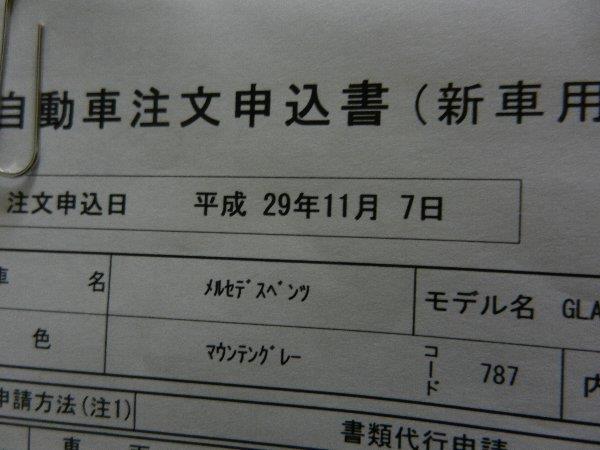 自動車注文申込書(新車用
注文申込日 平成 29年11月 7日
車 名 ﾒﾙｾﾃﾞｽﾍﾞﾝﾂ モデル名 GLA
色 ﾏｳﾝﾃﾝｸﾞﾚｰ コード 787 内
申請方法(注1) 書類代行申請
車 両